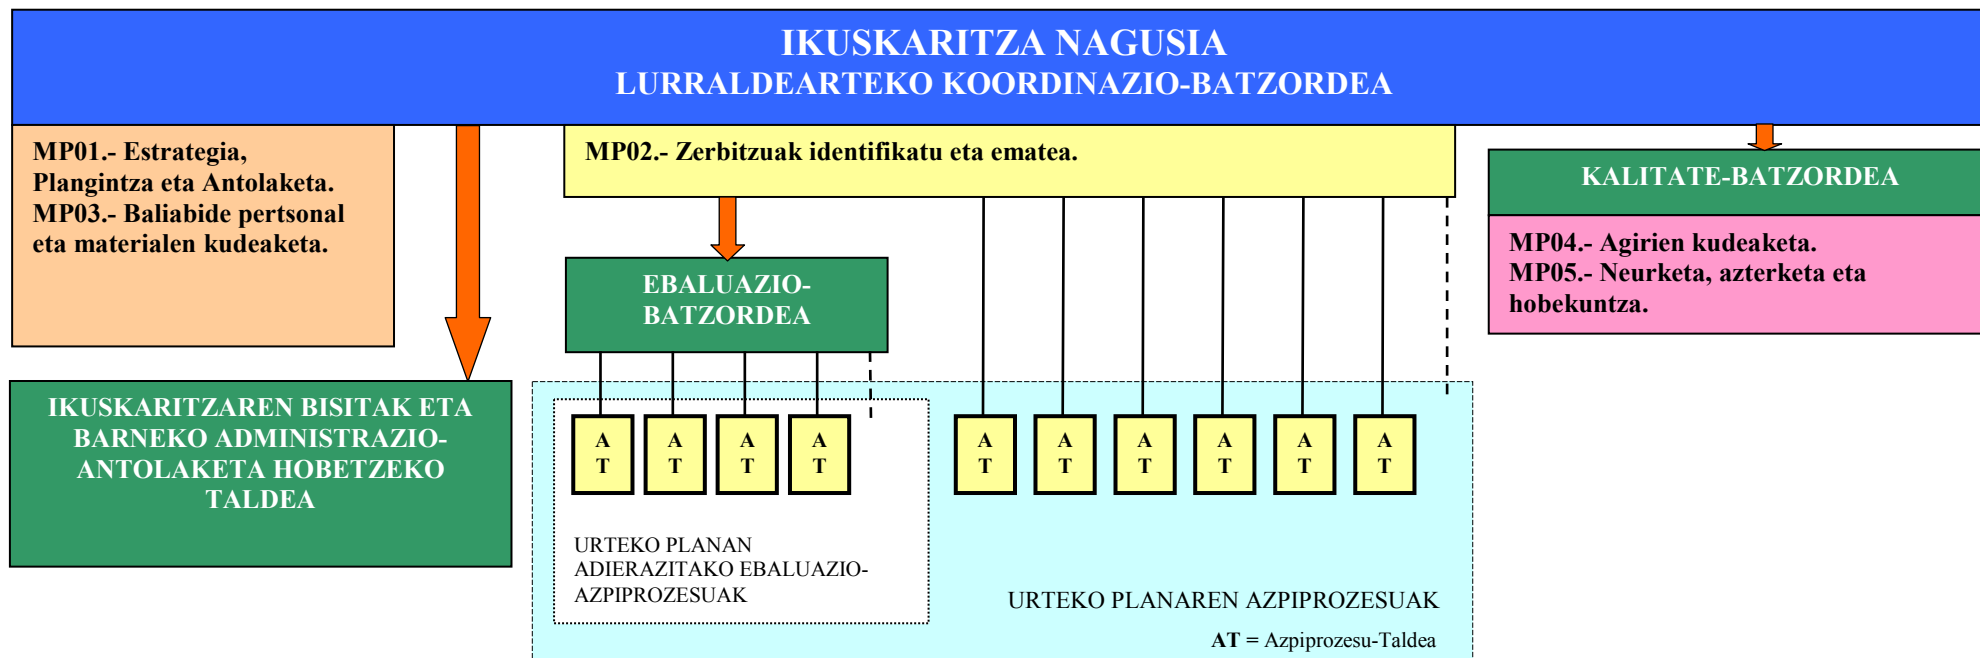 IKUSKARITZA NAGUSIA
LURRALDEARTEKO KOORDINAZIO-BATZORDEA
MP01.- Estrategia,
Plangintza eta Antolaketa.
MP03.- Baliabide pertsonal
eta materialen kudeaketa.
MP02.- Zerbitzuak identifikatu eta ematea.
KALITATE-BATZORDEA
MP04.- Agirien kudeaketa.
MP05.- Neurketa, azterketa eta
hobekuntza.
EBALUAZIO-
BATZORDEA
IKUSKARITZAREN BISITAK ETA
BARNEKO ADMINISTRAZIO-
ANTOLAKETA HOBETZEKO
TALDEA
A A A A A A A A A A
T T T T T T T T T T
URTEKO PLANAN
ADIERAZITAKO EBALUAZIO-
AZPIPROZESUAK
URTEKO PLANAREN AZPIPROZESUAK
AT = Azpiprozesu-Taldea